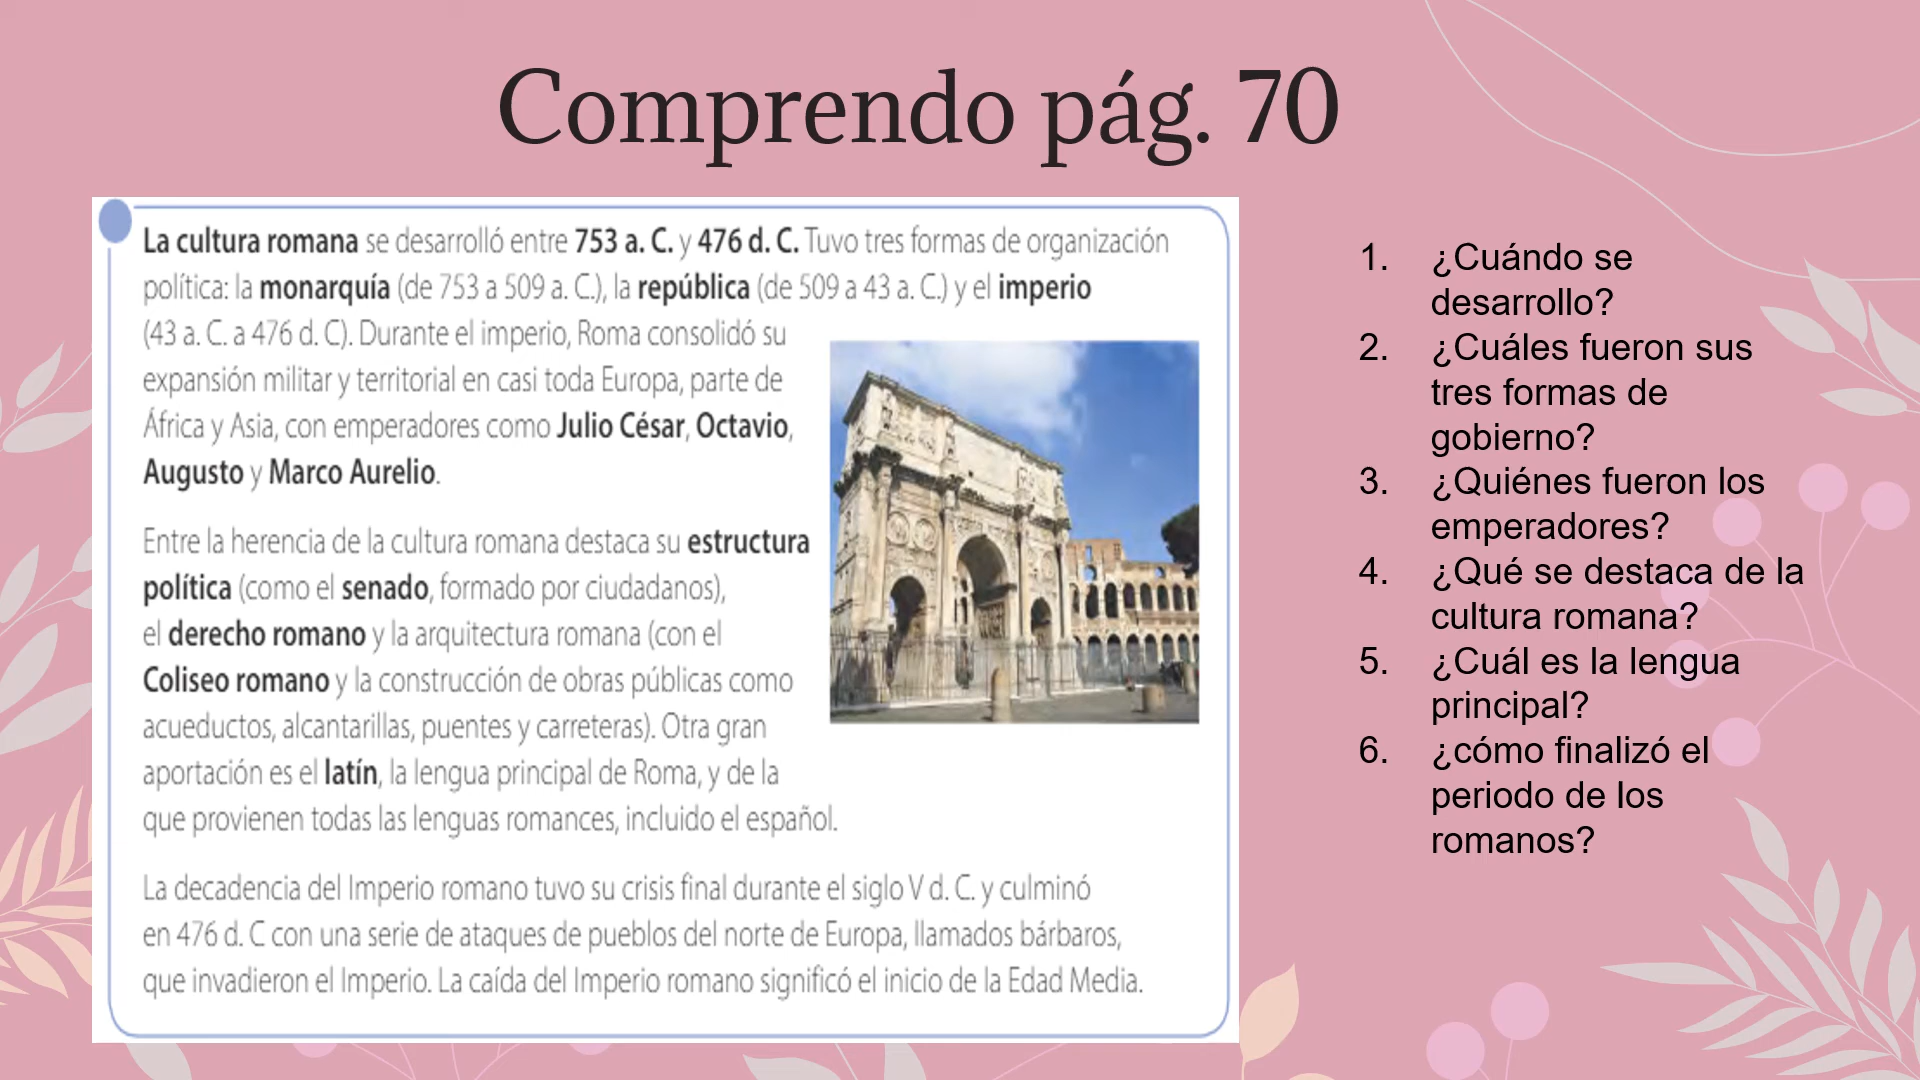 Comprendo pág. 70
La cultura romana se desarrolló entre 753 a. C. y 476 d. C. Tuvo tres formas de organización
política: la monarquía (de 753 a 509 a. C.), la república (de 509 a 43 a. C.) y el imperio
(43 a. C. a 476 d. C). Durante el imperio, Roma consolidó su
expansión militar y territorial en casi toda Europa, parte de
África y Asia, con emperadores como Julio César, Octavio,
Augusto y Marco Aurelio.
Entre la herencia de la cultura romana destaca su estructura
política (como el senado, formado por ciudadanos),
el derecho romano y la arquitectura romana (con el
Coliseo romano y la construcción de obras públicas como
acueductos, alcantarillas, puentes y carreteras). Otra gran
aportación es el latín, la lengua principal de Roma, y de la
que provienen todas las lenguas romances, incluido el español.
La decadencia del Imperio romano tuvo su crisis final durante el siglo V d. C. y culminó
en 476 d. C con una serie de ataques de pueblos del norte de Europa, llamados bárbaros,
que invadieron el Imperio. La caída del Imperio romano significó el inicio de la Edad Media.
1. ¿Cuándo se
desarrollo?
2. ¿Cuáles fueron sus
tres formas de
gobierno?
3. ¿Quiénes fueron los
emperadores?
4. ¿Qué se destaca de la
cultura romana?
5. ¿Cuál es la lengua
principal?
6. ¿cómo finalizó el
periodo de los
romanos?